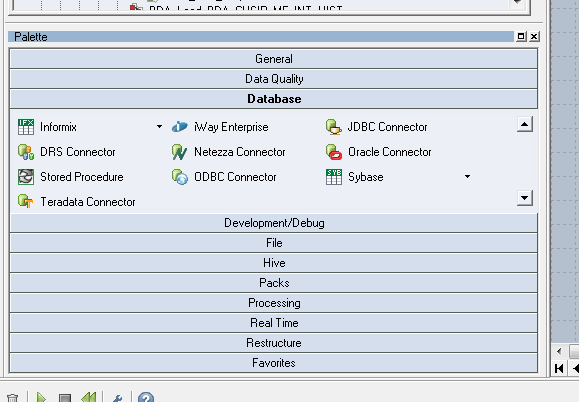 Palette
General
Data Quality
Database
Informix iWay Enterprise JDBC Connector
DRS Connector Netezza Connector Oracle Connector
Stored Procedure ODBC Connector Sybase
Teradata Connector
Development/Debug
File
Hive
Packs
Processing
Real Time
Restructure
Favorites